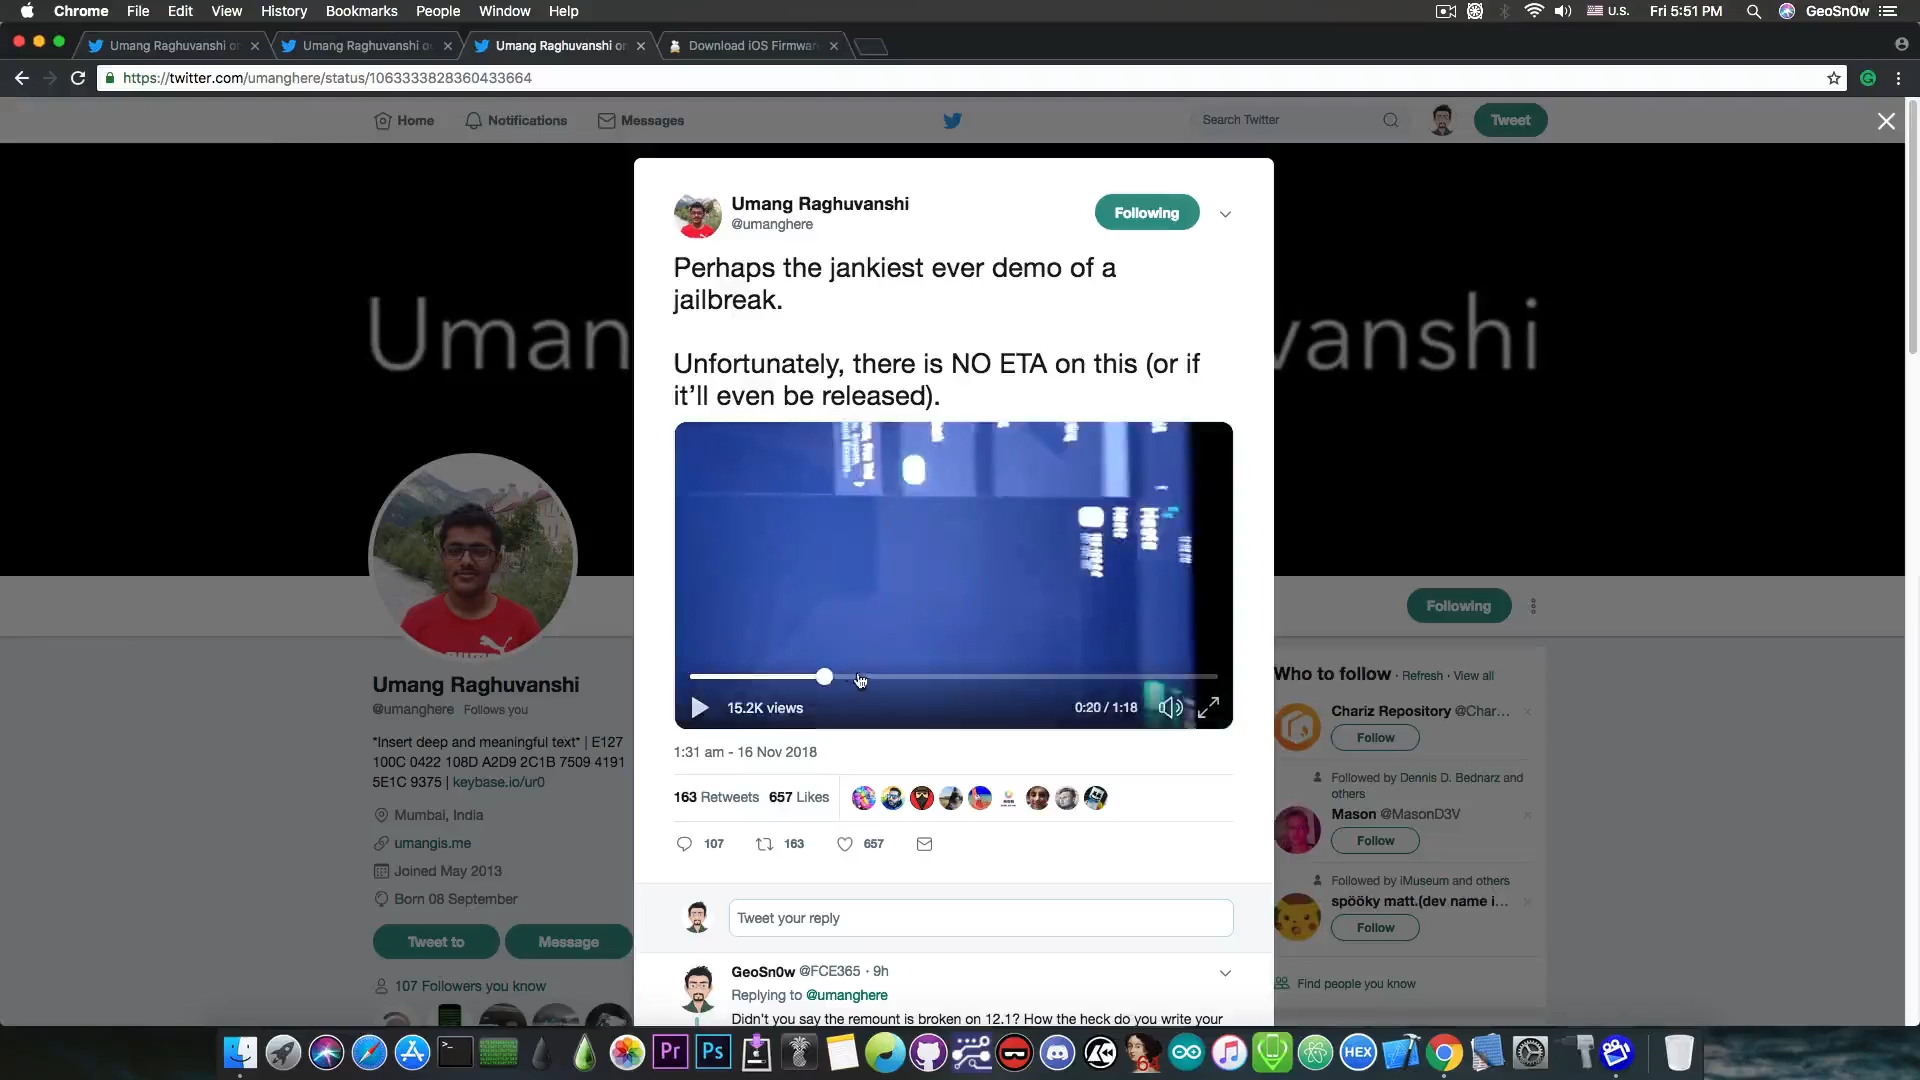 Chrome File Edit View History Bookmarks People Window Help
U.S. Fri 5:51 PM GeoSn0w
Umang Raghuvanshi o
Umang Raghuvanshi o
Umang Raghuvanshi or
Download iOS Firmwar
https://twitter.com/umanghere/status/1063333828360433664
Home Notifications Messages
Search Twitter
Tweet
Uman
vanshi
Umang Raghuvanshi
@umanghere
Following
Perhaps the jankiest ever demo of a
jailbreak.
Unfortunately, there is NO ETA on this (or if
it’ll even be released).
15.2K views
0:20 / 1:18
1:31 am - 16 Nov 2018
163 Retweets 657 Likes
107 163 657
Tweet your reply
GeoSn0w @FCE365 · 9h
Replying to @umanghere
Didn't you say the remount is broken on 12.1? How the heck do you write your
Umang Raghuvanshi
@umanghere Follows you
*Insert deep and meaningful text* | E127
100C 0422 108D A2D9 2C1B 7509 4191
5E1C 9375 | keybase.io/ur0
Mumbai, India
umangis.me
Joined May 2013
Born 08 September
Tweet to
Message
107 Followers you know
Following
Who to follow · Refresh · View all
Chariz Repository @Char...
Follow
Followed by Dennis D. Bednarz and
others
Mason @MasonD3V
Follow
Followed by iMuseum and others
spööky matt.(dev name i...
Follow
Find people you know
Pr
Ps
64
HEX